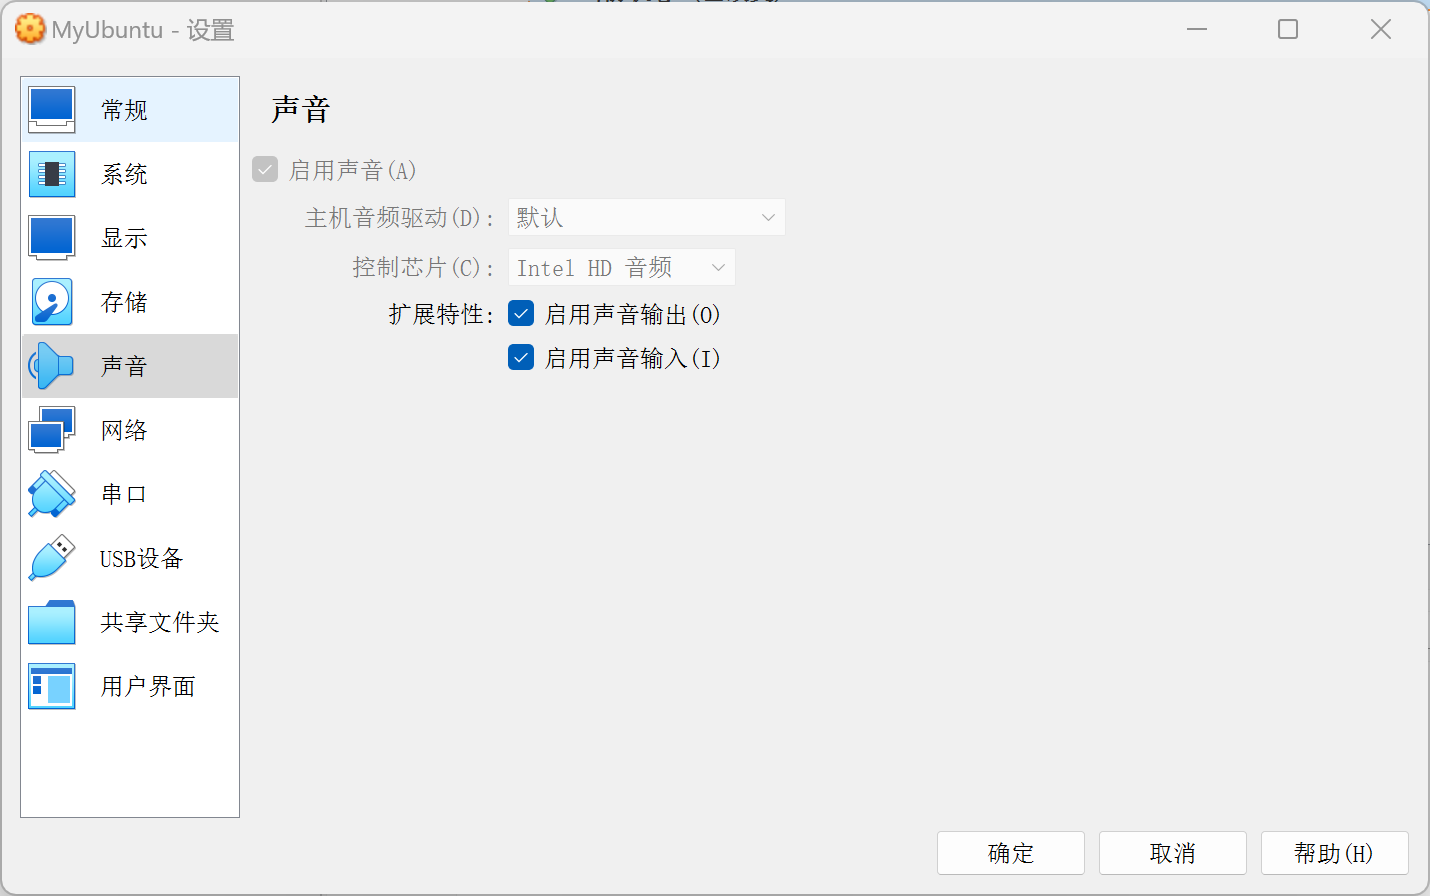 MyUbuntu - 设置
常规
系统
显示
存储
声音
网络
串口
USB设备
共享文件夹
用户界面
声音
启用声音(A)
主机音频驱动(D): 默认
控制芯片(C): Intel HD 音频
扩展特性: 启用声音输出(O)
启用声音输入(I)
确定 取消 帮助(H)